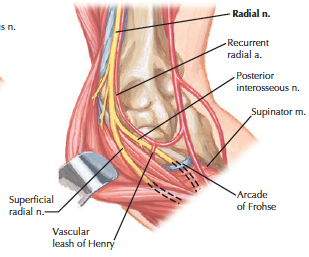 Radial n.
s n.
Recurrent
radial a.
Posterior
interosseous n.
Supinator m.
Superficial
radial n.
Arcade
of Frohse
Vascular
leash of Henry